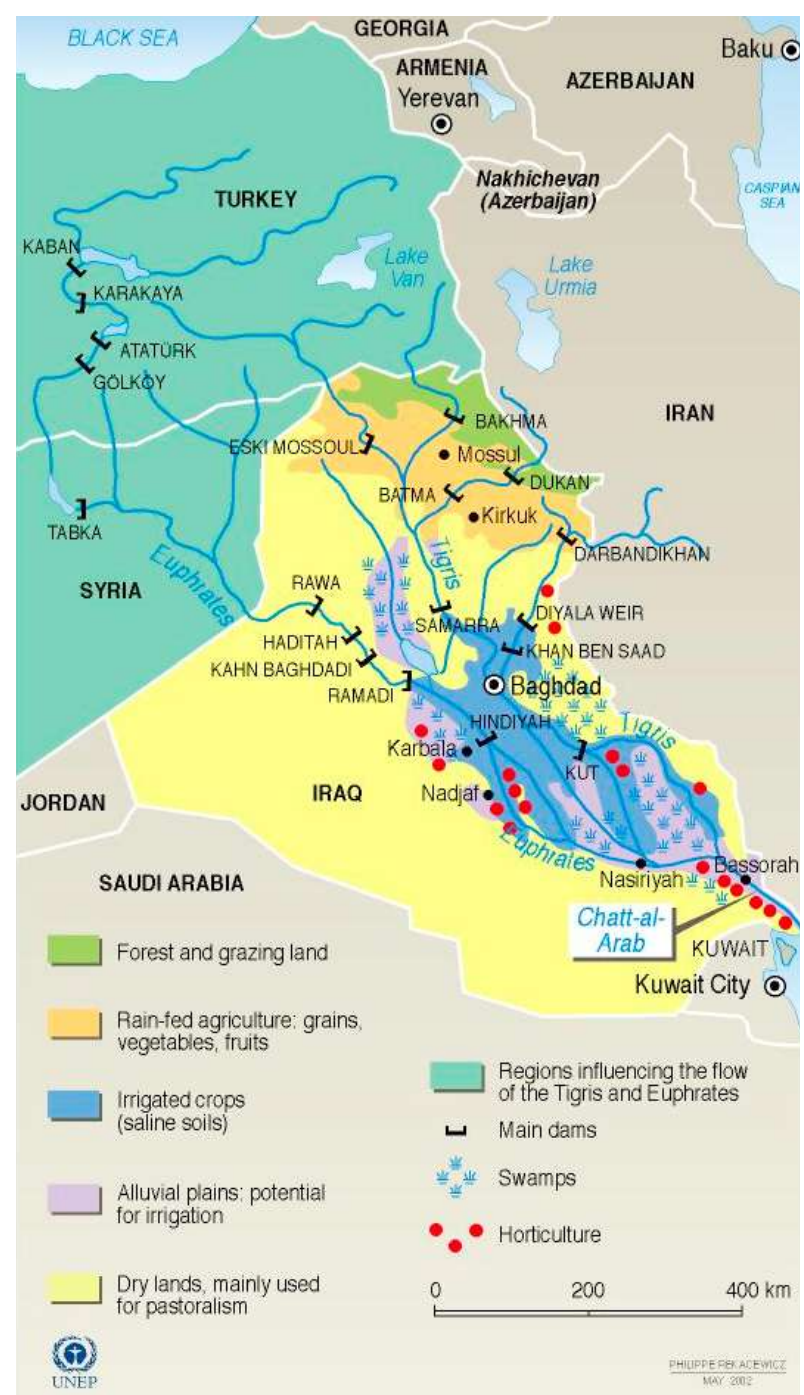 BLACK SEA
GEORGIA
ARMENIA
Yerevan
AZERBAIJAN
Baku
Nakhichevan
(Azerbaijan)
CASPIAN
SEA
TURKEY
KABAN
KARAKAYA
Lake
Van
Lake
Urmia
ATATÜRK
GÖLKÖY
IRAN
BAKHMA
ESKI MOSSOUL
Mossul
DUKAN
BATMA
Kirkuk
TABKA
DARBANDIKHAN
Euphrates
Tigris
SYRIA
RAWA
SAMARRA
DIYALA WEIR
HADITAH
KHAN BEN SAAD
KAHN BAGHDADI
RAMADI
Baghdad
HINDIYAH
Tigris
Karbala
KUT
IRAQ
Nadjaf
JORDAN
Euphrates
Nasiriyah
Bassorah
SAUDI ARABIA
Chatt-al-
Arab
KUWAIT
Kuwait City
Forest and grazing land
Rain-fed agriculture: grains,
vegetables, fruits
Irrigated crops
(saline soils)
Alluvial plains: potential
for irrigation
Dry lands, mainly used
for pastoralism
Regions influencing the flow
of the Tigris and Euphrates
Main dams
Swamps
Horticulture
0 200 400 km
UNEP
PHILIPPE REKACEWICZ
MAY 2002